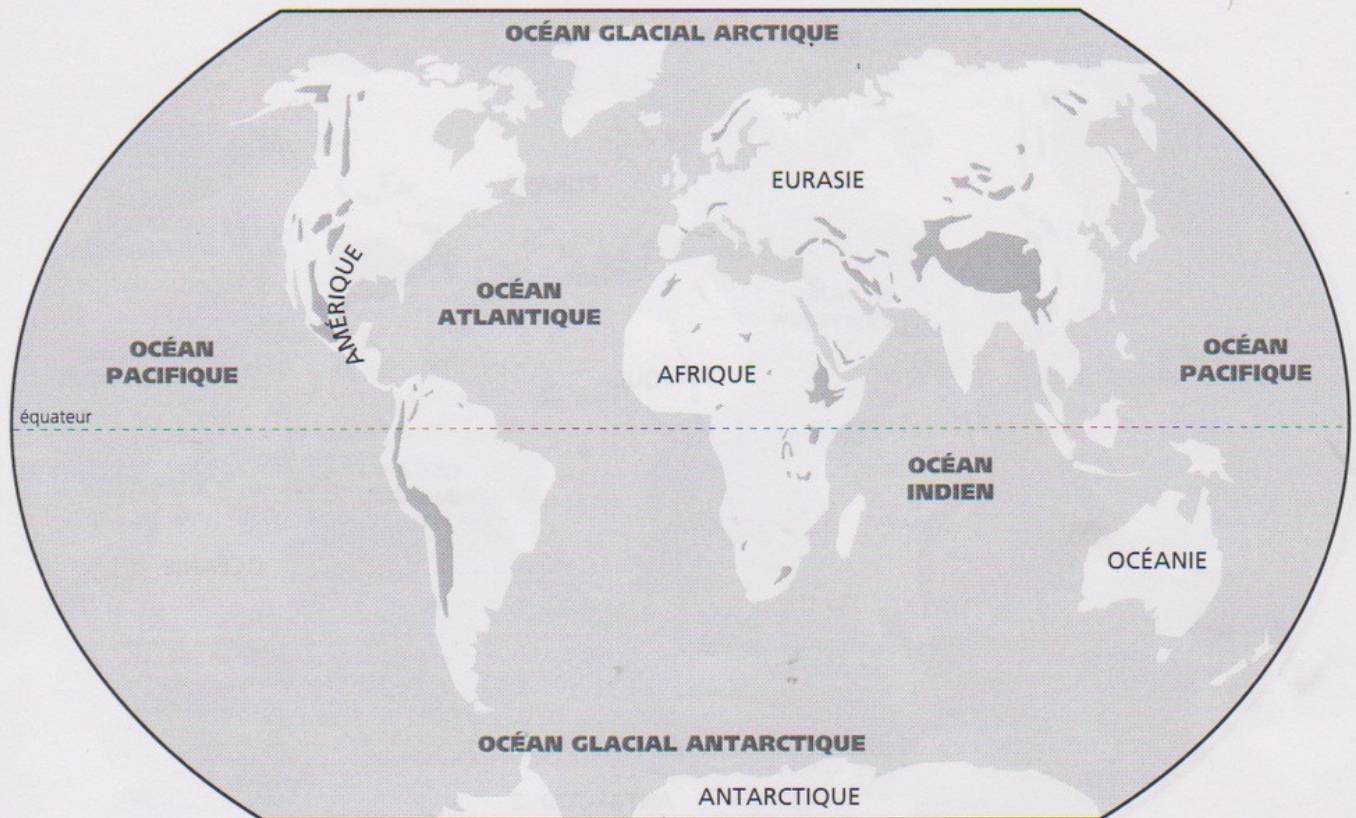 OCÉAN GLACIAL ARCTIQUE
EURASIE
AMÉRIQUE
OCÉAN
ATLANTIQUE
OCÉAN
PACIFIQUE
AFRIQUE
OCÉAN
PACIFIQUE
équateur
OCÉAN
INDIEN
OCÉANIE
OCÉAN GLACIAL ANTARCTIQUE
ANTARCTIQUE